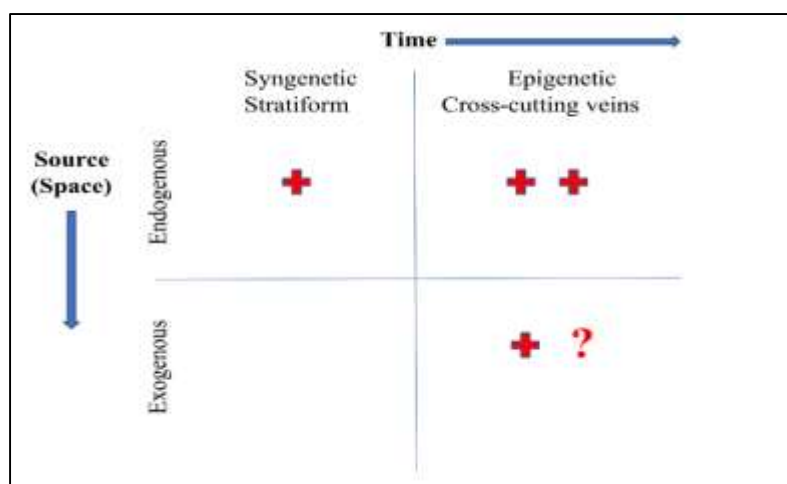 Time
Syngenetic
Stratiform
Epigenetic
Cross-cutting veins
Source
(Space)
Endogenous
Exogenous
?